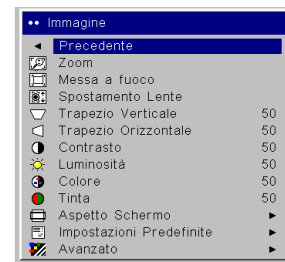 •• Immagine
Precedente
Zoom
Messa a fuoco
Spostamento Lente
Trapezio Verticale 50
Trapezio Orizzontale 50
Contrasto 50
Luminosità 50
Colore 50
Tinta 50
Aspetto Schermo
Impostazioni Predefinite
Avanzato